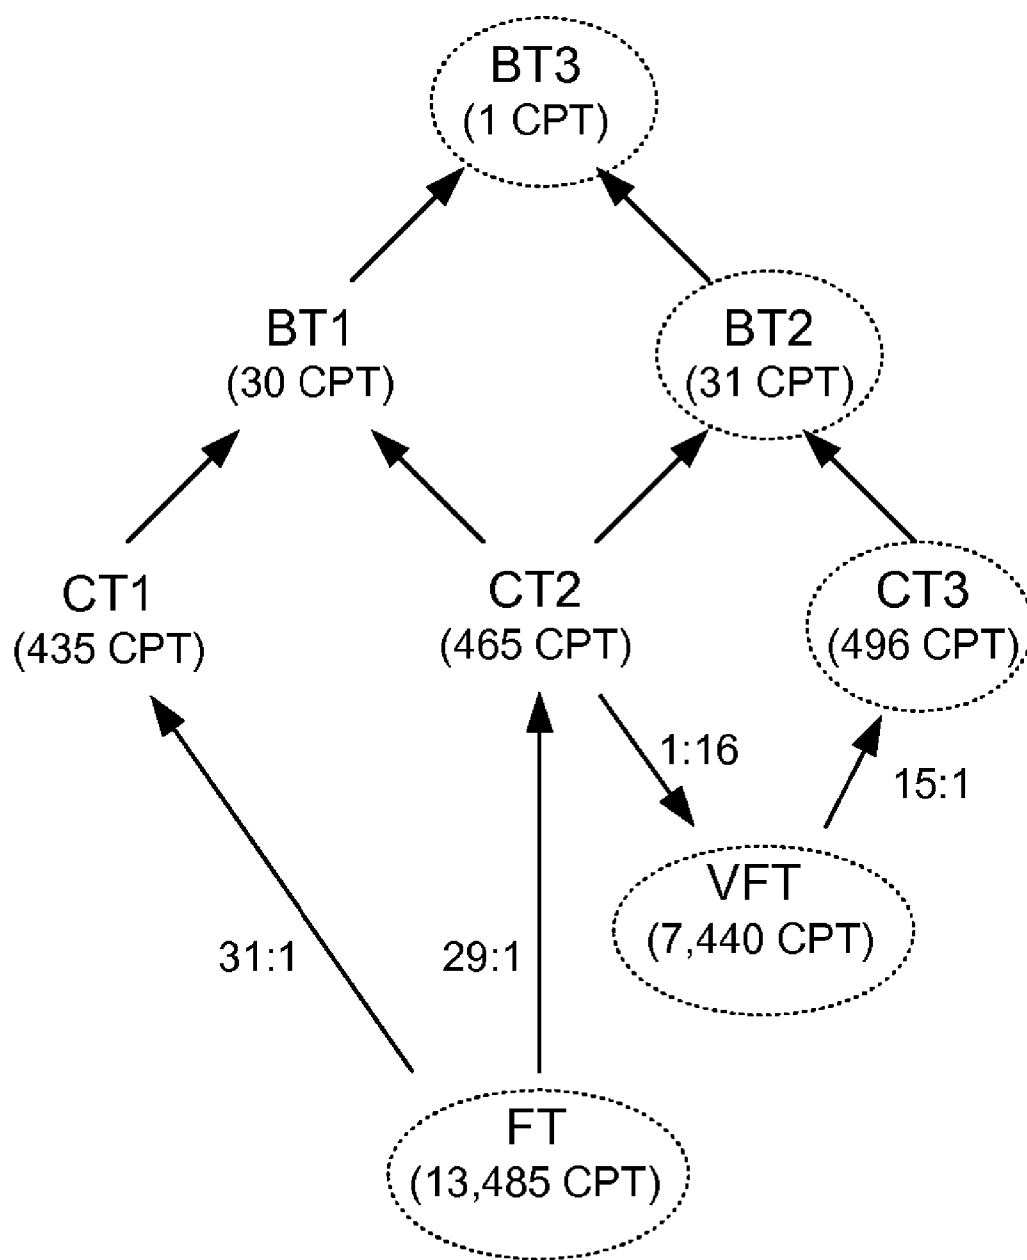 BT3
(1 CPT)
BT1
(30 CPT)
BT2
(31 CPT)
CT1
(435 CPT)
CT2
(465 CPT)
CT3
(496 CPT)
1:16
15:1
VFT
(7,440 CPT)
31:1
29:1
FT
(13,485 CPT)